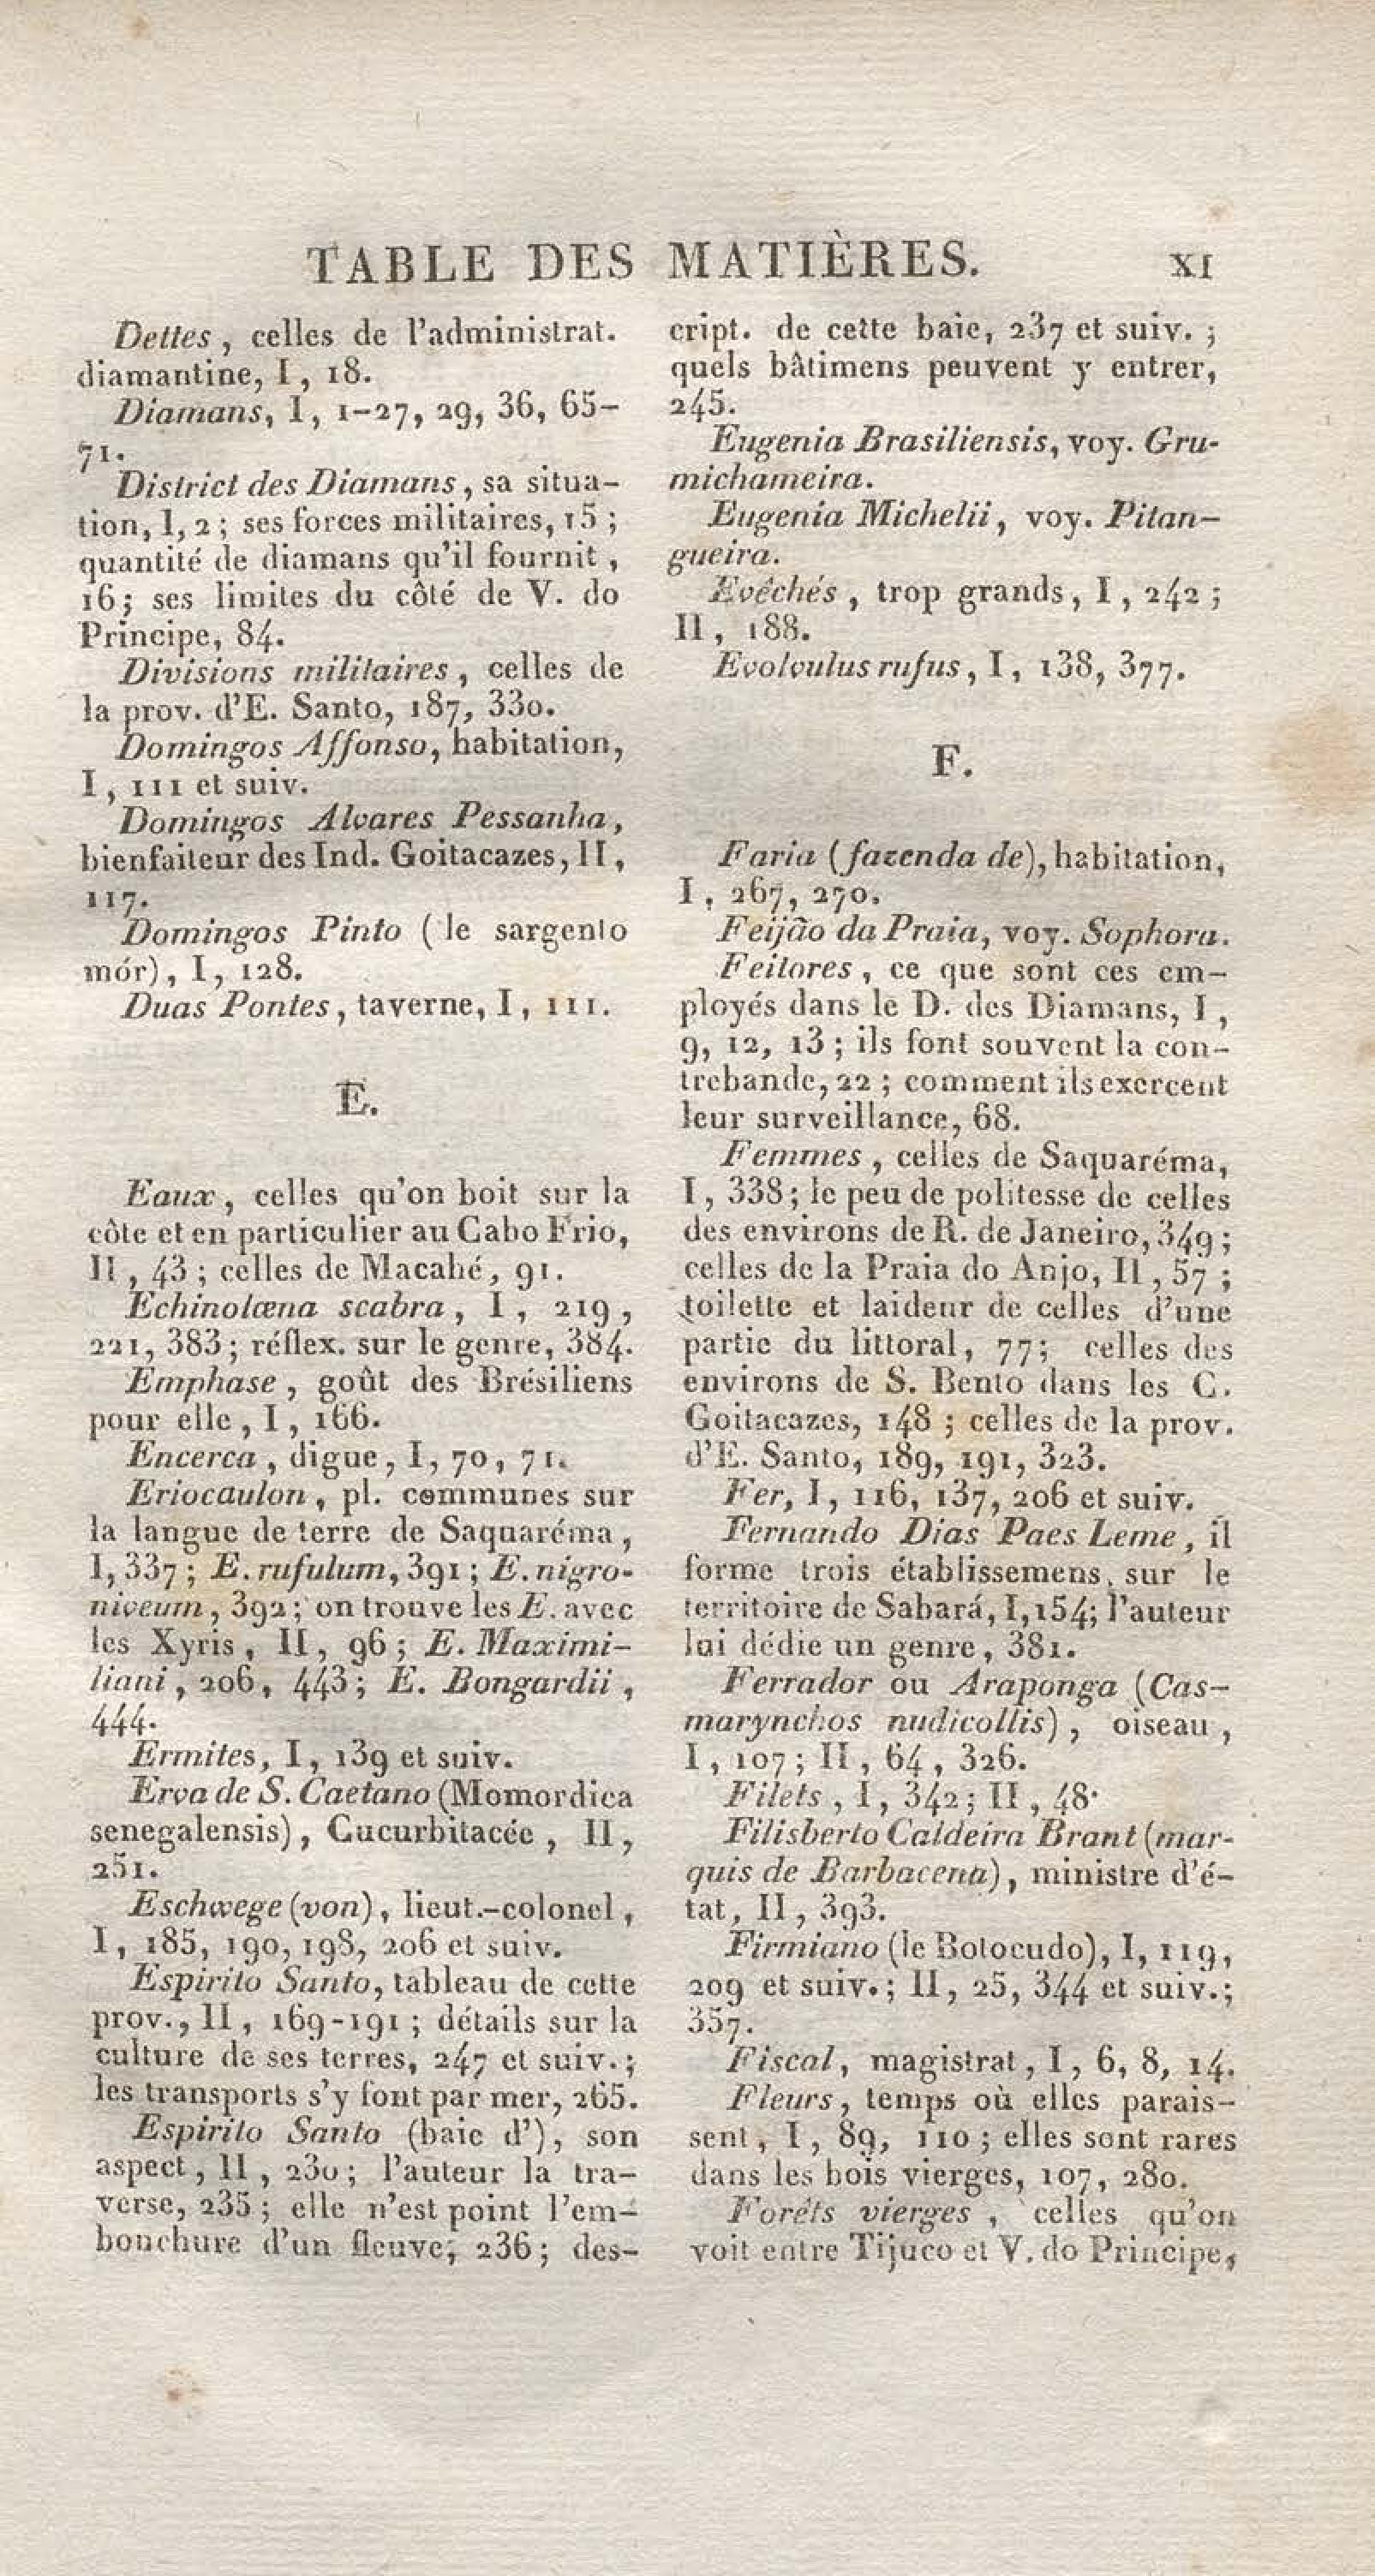 TABLE DES MATIÈRES. XI
Dettes, celles de l'administrat.
diamantine, I, 18.
Diamans, I, 1-27, 29, 36, 65-
71.
District des Diamans, sa situa-
tion, I, 2; ses forces militaires, 15;
quantité de diamans qu'il fournit,
16; ses limites du côté de V. do
Principe, 84.
Divisions militaires, celles de
la prov. d'E. Santo, 187, 330.
Domingos Affonso, habitation,
I, 111 et suiv.
Domingos Alvares Pessanha,
bienfaiteur des Ind. Goitacazes, II,
117.
Domingos Pinto (le sargento
mór), I, 128.
Duas Pontes, taverne, I, 111.
E.
Eaux, celles qu'on boit sur la
côte et en particulier au Cabo Frio,
II, 43; celles de Macahé, 91.
Echinolæna scabra, I, 219,
221, 383; réflex. sur le genre, 384.
Emphase, goût des Brésiliens
pour elle, I, 166.
Encerca, digue, I, 70, 71.
Eriocaulon, pl. communes sur
la langue de terre de Saquaréma,
I, 337; E. rufulum, 391; E. nigro-
niveum, 392; on trouve les E. avec
les Xyris, II, 96; E. Maximi-
liani, 206, 443; E. Bongardii,
444.
Ermites, I, 139 et suiv.
Erva de S. Caetano (Momordica
senegalensis), Cucurbitacée, II,
251.
Eschwege (von), lieut.-colonel,
I, 185, 190, 198, 206 et suiv.
Espirito Santo, tableau de cette
prov., II, 169-191; détails sur la
culture de ses terres, 247 et suiv.;
les transports s'y font par mer, 265.
Espirito Santo (baie d'), son
aspect, II, 230; l'auteur la tra-
verse, 235; elle n'est point l'em-
bouchure d'un fleuve, 236; des-
cript. de cette baie, 237 et suiv.;
quels bâtimens peuvent y entrer,
245.
Eugenia Brasiliensis, voy. Gru-
michameira.
Eugenia Michelii, voy. Pitan-
gueira.
Evêchés, trop grands, I, 242;
II, 188.
Evolvulus rufus, I, 138, 377.
F.
Faria (fazenda de), habitation,
I, 267, 270.
Feijão da Praia, voy. Sophora.
Feitores, ce que sont ces em-
ployés dans le D. des Diamans, I,
9, 12, 13; ils font souvent la con-
trebande, 22; comment ils exercent
leur surveillance, 68.
Femmes, celles de Saquaréma,
I, 338; le peu de politesse de celles
des environs de R. de Janeiro, 349;
celles de la Praia do Anjo, II, 57;
toilette et laideur de celles d'une
partie du littoral, 77; celles des
environs de S. Bento dans les C.
Goitacazes, 148; celles de la prov.
d'E. Santo, 189, 191, 323.
Fer, I, 116, 137, 206 et suiv.
Fernando Dias Paes Leme, il
forme trois établissemens sur le
territoire de Sabará, I, 154; l'auteur
lui dédie un genre, 381.
Ferrador ou Araponga (Cas-
marynchos nudicollis), oiseau,
I, 107; II, 64, 326.
Filets, I, 342; II, 48.
Filisberto Caldeira Brant (mar-
quis de Barbacena), ministre d'é-
tat, II, 393.
Firmiano (le Botocudo), I, 119,
209 et suiv.; II, 25, 344 et suiv.;
357.
Fiscal, magistrat, I, 6, 8, 14.
Fleurs, temps où elles parais-
sent, I, 89, 110; elles sont rares
dans les bois vierges, 107, 280.
Forêts vierges, celles qu'on
voit entre Tijuco et V. do Principe,